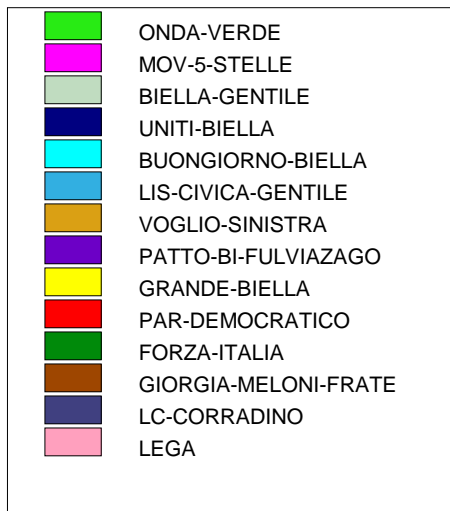 ONDA-VERDE
MOV-5-STELLE
BIELLA-GENTILE
UNITI-BIELLA
BUONGIORNO-BIELLA
LIS-CIVICA-GENTILE
VOGLIO-SINISTRA
PATTO-BI-FULVIAZAGO
GRANDE-BIELLA
PAR-DEMOCRATICO
FORZA-ITALIA
GIORGIA-MELONI-FRATE
LC-CORRADINO
LEGA